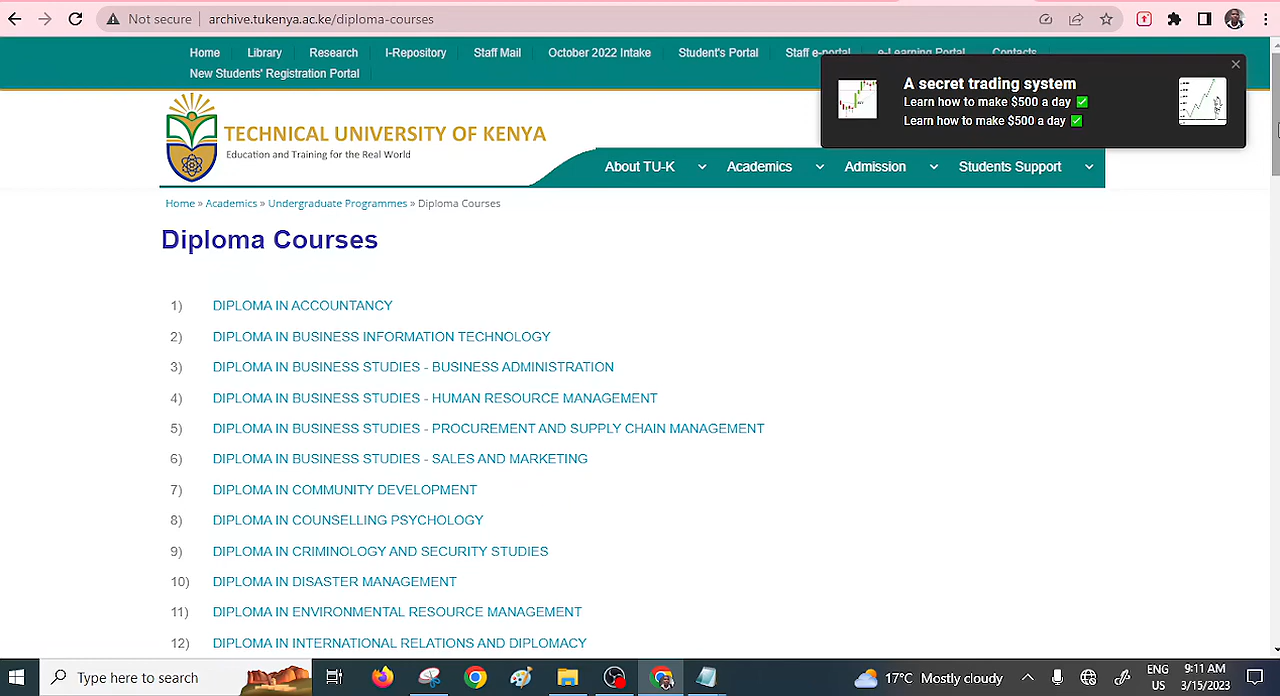 Not secure
archive.tukenya.ac.ke/diploma-courses
Home Library Research I-Repository Staff Mail October 2022 Intake Student's Portal Staff e-portal e-Learning Portal Contacts
New Students' Registration Portal
A secret trading system
Learn how to make $500 a day ✅
Learn how to make $500 a day ✅
TECHNICAL UNIVERSITY OF KENYA
Education and Training for the Real World
About TU-K Academics Admission Students Support
Home » Academics » Undergraduate Programmes » Diploma Courses
Diploma Courses
1) DIPLOMA IN ACCOUNTANCY
2) DIPLOMA IN BUSINESS INFORMATION TECHNOLOGY
3) DIPLOMA IN BUSINESS STUDIES - BUSINESS ADMINISTRATION
4) DIPLOMA IN BUSINESS STUDIES - HUMAN RESOURCE MANAGEMENT
5) DIPLOMA IN BUSINESS STUDIES - PROCUREMENT AND SUPPLY CHAIN MANAGEMENT
6) DIPLOMA IN BUSINESS STUDIES - SALES AND MARKETING
7) DIPLOMA IN COMMUNITY DEVELOPMENT
8) DIPLOMA IN COUNSELLING PSYCHOLOGY
9) DIPLOMA IN CRIMINOLOGY AND SECURITY STUDIES
10) DIPLOMA IN DISASTER MANAGEMENT
11) DIPLOMA IN ENVIRONMENTAL RESOURCE MANAGEMENT
12) DIPLOMA IN INTERNATIONAL RELATIONS AND DIPLOMACY
Type here to search
17°C Mostly cloudy
ENG
US
9:11 AM
3/15/2023